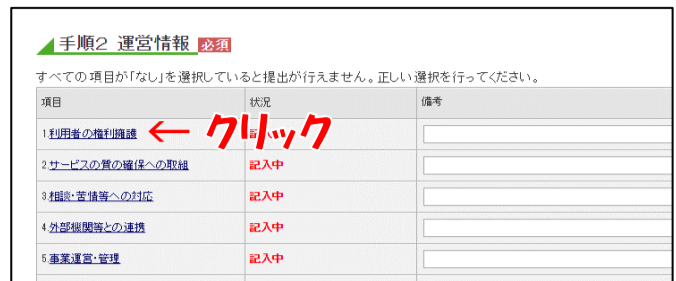 手順2 運営情報 必須
すべての項目が「なし」を選択していると提出が行えません。正しい選択を行ってください。
項目 状況 備考
1.利用者の権利擁護 ← クリック
2.サービスの質の確保への取組 記入中
3.相談・苦情等への対応 記入中
4.外部機関等との連携 記入中
5.事業運営・管理 記入中